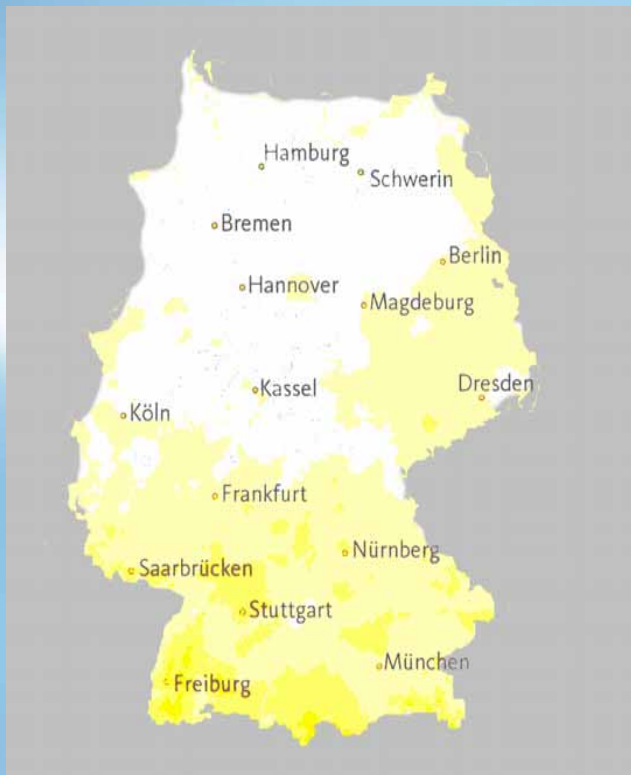 Hamburg
Schwerin
Bremen
Berlin
Hannover
Magdeburg
Kassel
Dresden
Köln
Frankfurt
Nürnberg
Saarbrücken
Stuttgart
München
Freiburg